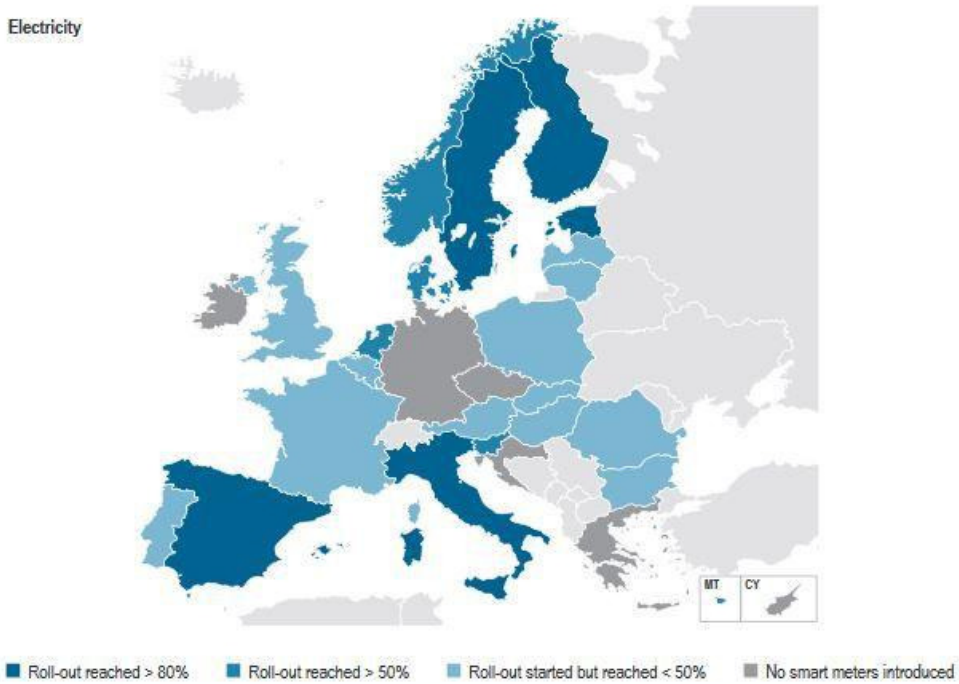 Electricity
MT CY
Roll-out reached > 80% Roll-out reached > 50% Roll-out started but reached < 50% No smart meters introduced